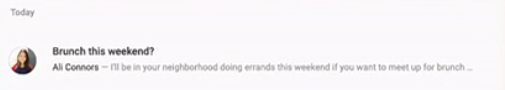 Today
Brunch this weekend?
Ali Connors — I'll be in your neighborhood doing errands this weekend if you want to meet up for brunch ...